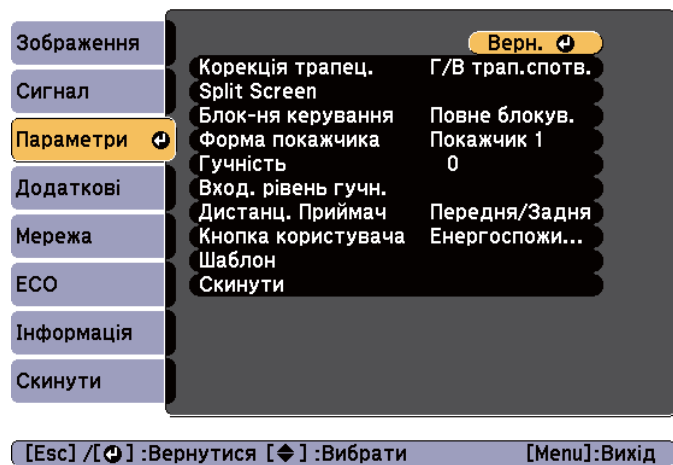 Зображення
Сигнал
Параметри
Додаткові
Мережа
ECO
Інформація
Скинути
Верн.
Корекція трапец. Г/В трап.спотв.
Split Screen
Блок-ня керування Повне блокув.
Форма покажчика Покажчик 1
Гучність 0
Вход. рівень гучн.
Дистанц. Приймач Передня/Задня
Кнопка користувача Енергоспожи...
Шаблон
Скинути
[Esc] /[ ] :Вернутися [ ] :Вибрати [Menu]:Вихід